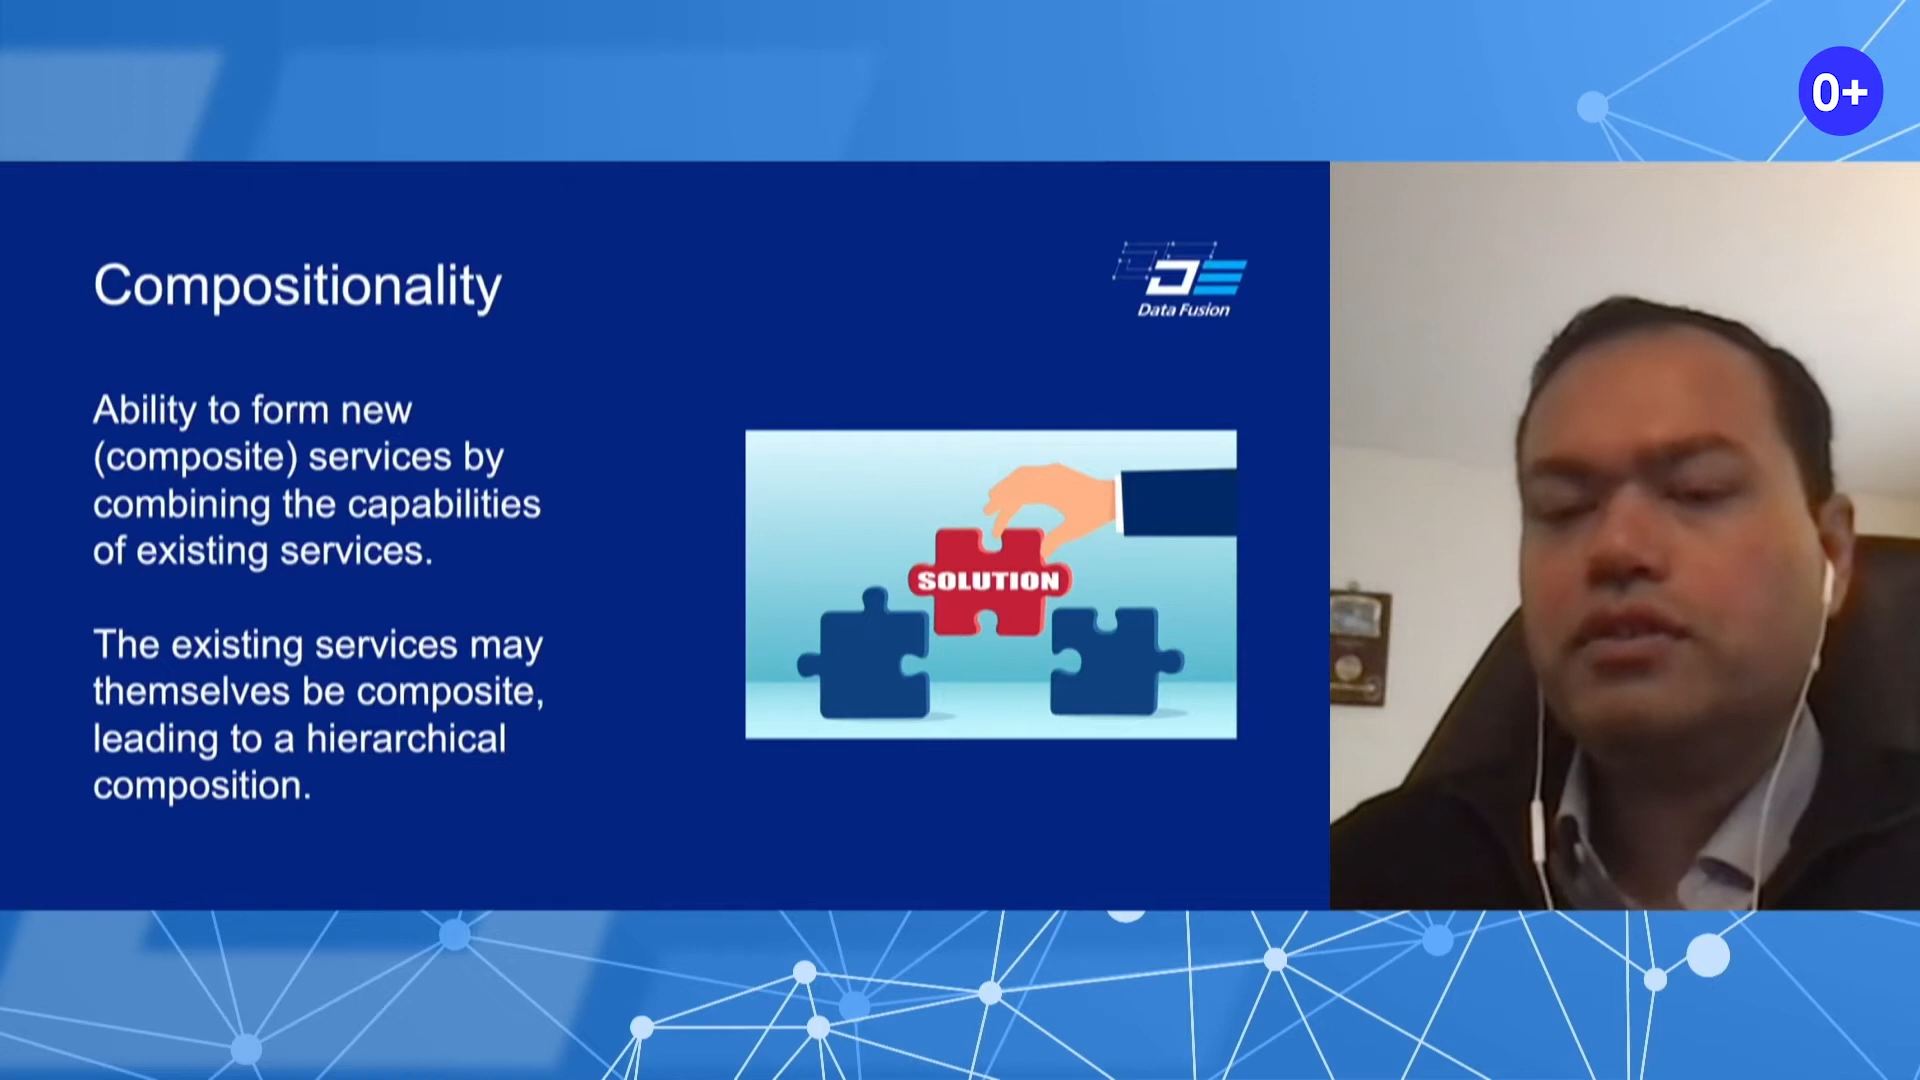 0+
Compositionality
Data Fusion
Ability to form new
(composite) services by
combining the capabilities
of existing services.
The existing services may
themselves be composite,
leading to a hierarchical
composition.
SOLUTION